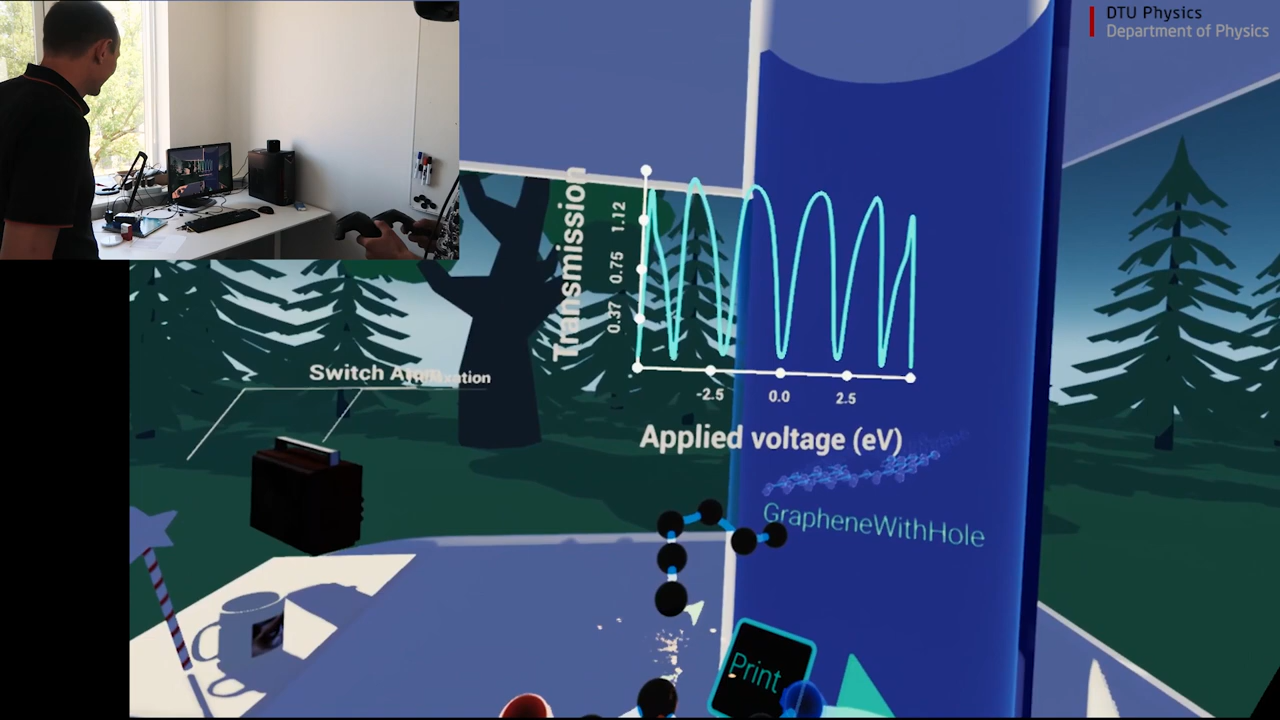 DTU Physics
Department of Physics
Transmission
1.12
0.75
0.37
-2.5
0.0
2.5
Applied voltage (eV)
Switch
GrapheneWithHole
Print